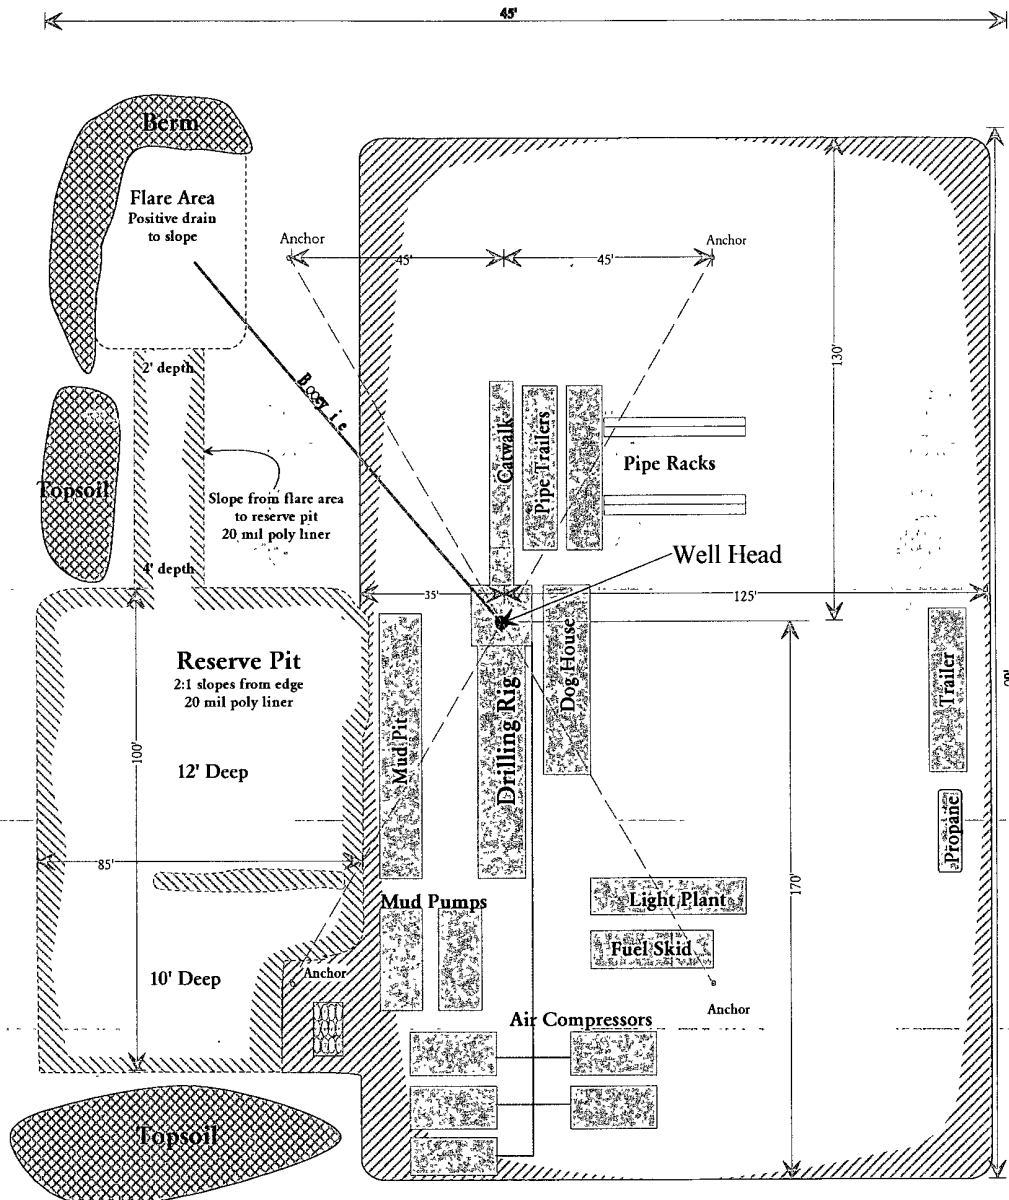 45'
Berm
Flare Area
Positive drain
to slope
Anchor
45'
45'
Anchor
130'
2' depth
Catwalk
Pipe Trailers
Pipe Racks
Topsoil
Slope from flare area
to reserve pit
20 mil poly liner
Well Head
4' depth
35'
125'
Reserve Pit
2:1 slopes from edge
20 mil poly liner
100'
12' Deep
Mud Pit
Drilling Rig
Dog House
Trailer
Propane
85'
170'
Mud Pumps
Light Plant
Fuel Skid
10' Deep
Anchor
Anchor
Air Compressors
Topsoil